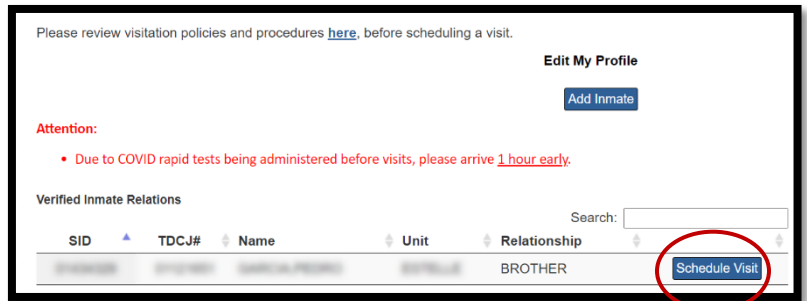 Please review visitation policies and procedures here, before scheduling a visit.
Edit My Profile
Add Inmate
Attention:
Due to COVID rapid tests being administered before visits, please arrive 1 hour early.
Verified Inmate Relations
Search:
SID TDCJ# Name Unit Relationship
BROTHER Schedule Visit